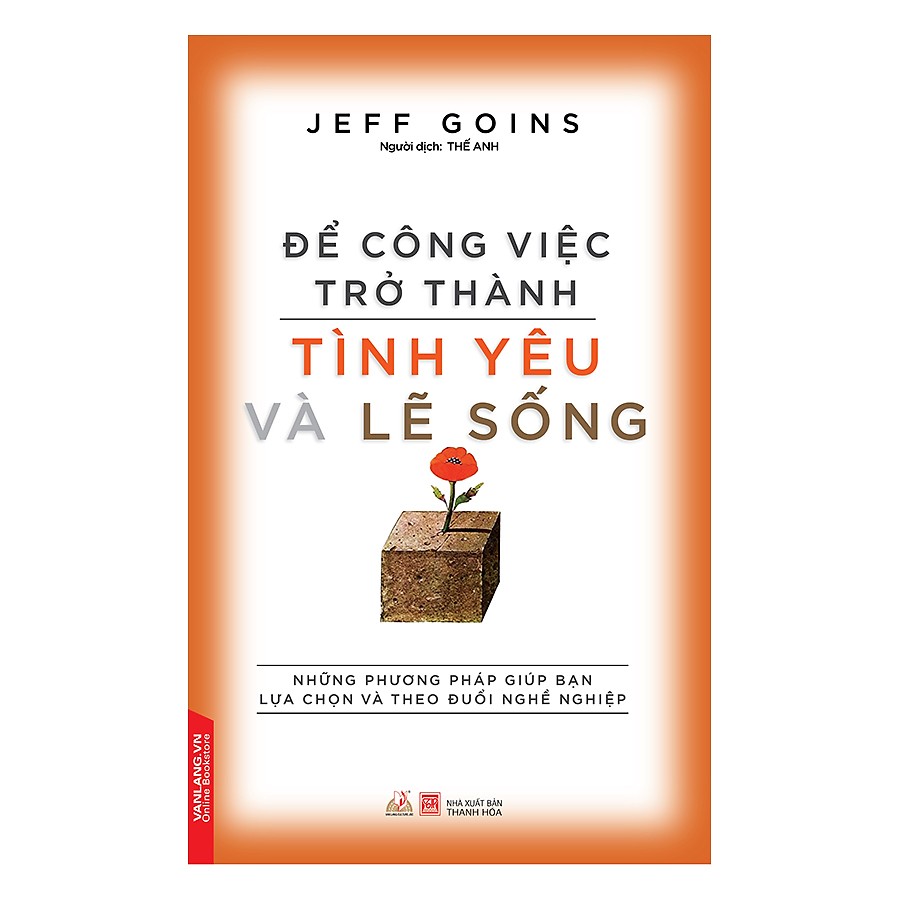 JEFF GOINS
Người dịch: THẾ ANH
ĐỂ CÔNG VIỆC
TRỞ THÀNH
TÌNH YÊU
VÀ LẼ SỐNG
NHỮNG PHƯƠNG PHÁP GIÚP BẠN
LỰA CHỌN VÀ THEO ĐUỔI NGHỀ NGHIỆP
VANLANG.VN
Online Bookstore
NHÀ XUẤT BẢN
THANH HÓA